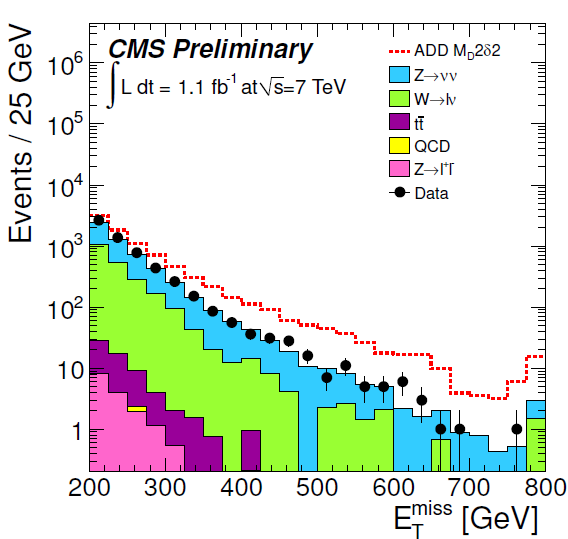 CMS Preliminary
∫ L dt = 1.1 fb⁻¹ at √s=7 TeV
ADD M_D2δ2
Z→νν
W→lν
tt̄
QCD
Z→l⁺l⁻
Data
Events / 25 GeV
10⁶
10⁵
10⁴
10³
10²
10
1
200 300 400 500 600 700 800
E_T^miss [GeV]